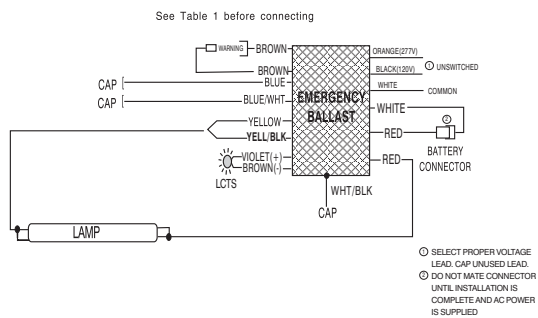 See Table 1 before connecting
WARNING
BROWN
ORANGE(277V)
① UNSWITCHED
BROWN
BLACK(120V)
CAP
BLUE
WHITE
COMMON
CAP
BLUE/WHT
EMERGENCY
BALLAST
WHITE
YELLOW
②
YELL/BLK
RED
BATTERY
CONNECTOR
VIOLET(+)
BROWN(-)
RED
LCTS
WHT/BLK
CAP
LAMP
① SELECT PROPER VOLTAGE
LEAD. CAP UNUSED LEAD.
② DO NOT MATE CONNECTOR
UNTIL INSTALLATION IS
COMPLETE AND AC POWER
IS SUPPLIED